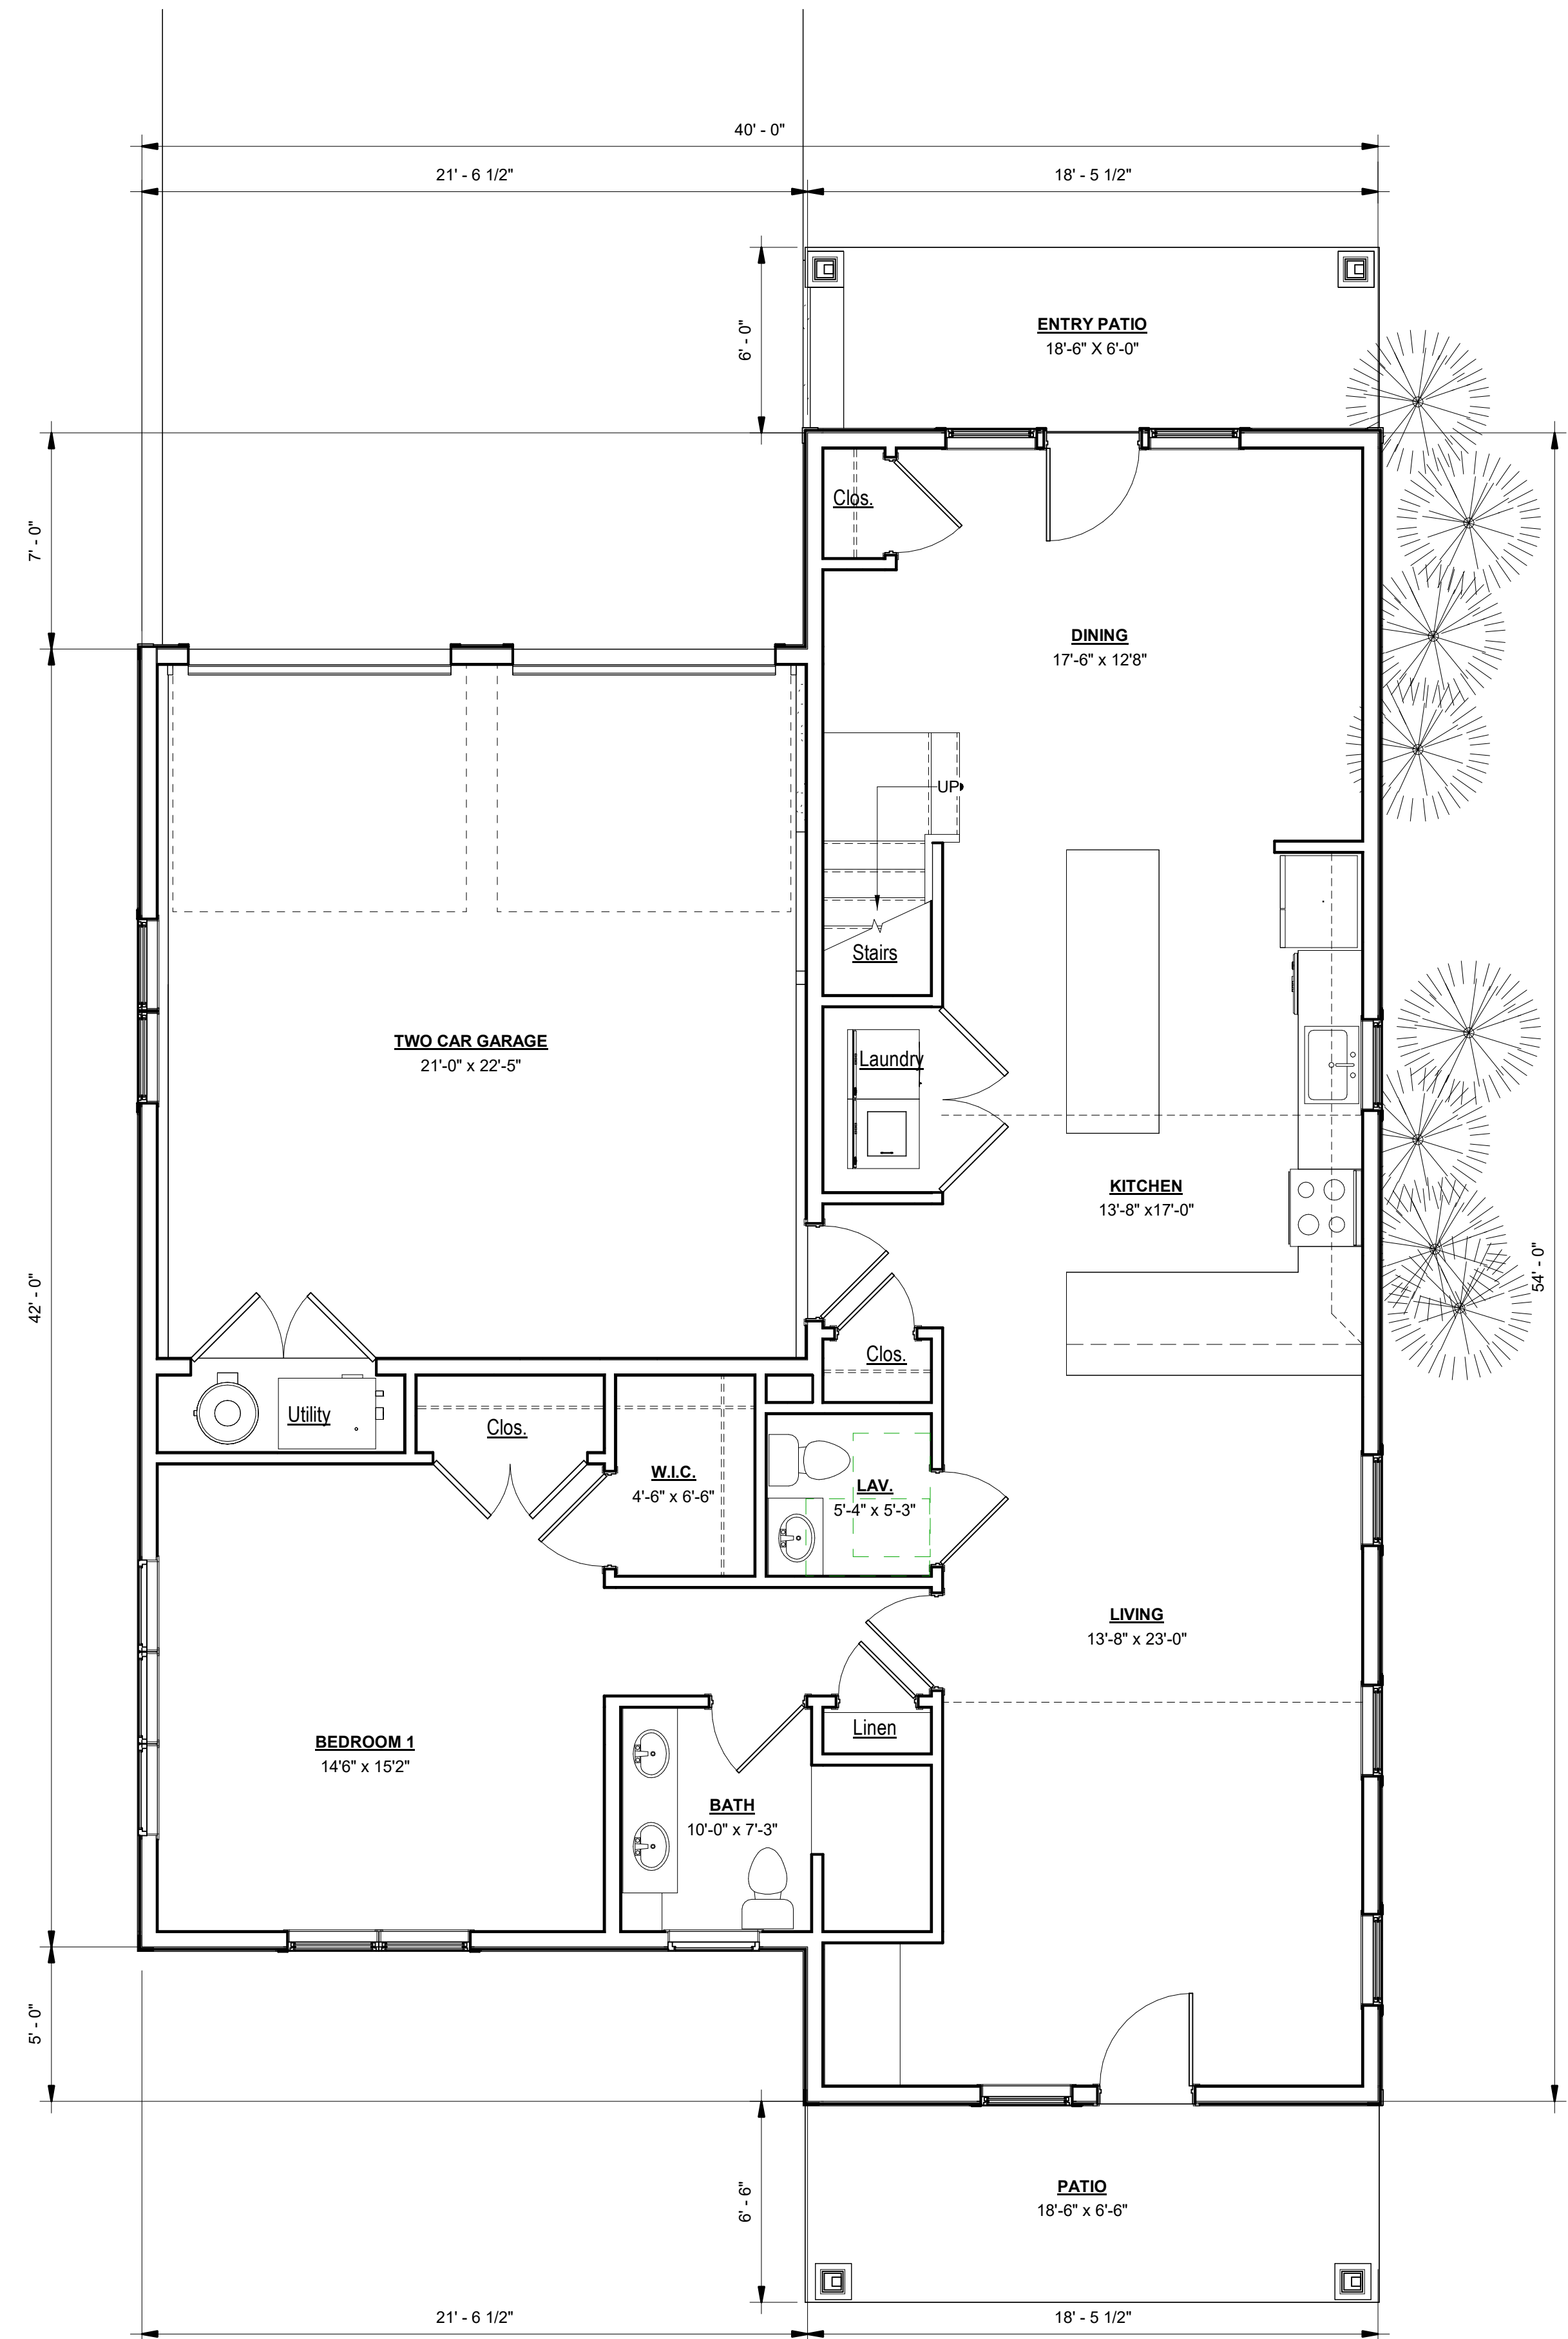 40' - 0"
21' - 6 1/2"
18' - 5 1/2"
6' - 0"
ENTRY PATIO
18'-6" X 6'-0"
7' - 0"
Clos.
DINING
17'-6" x 12'8"
UP
Stairs
TWO CAR GARAGE
21'-0" x 22'-5"
Laundry
KITCHEN
13'-8" x17'-0"
42' - 0"
54' - 0"
Clos.
Utility
Clos.
W.I.C.
4'-6" x 6'-6"
LAV.
5'-4" x 5'-3"
LIVING
13'-8" x 23'-0"
Linen
BEDROOM 1
14'6" x 15'2"
BATH
10'-0" x 7'-3"
5' - 0"
6' - 6"
PATIO
18'-6" x 6'-6"
21' - 6 1/2"
18' - 5 1/2"